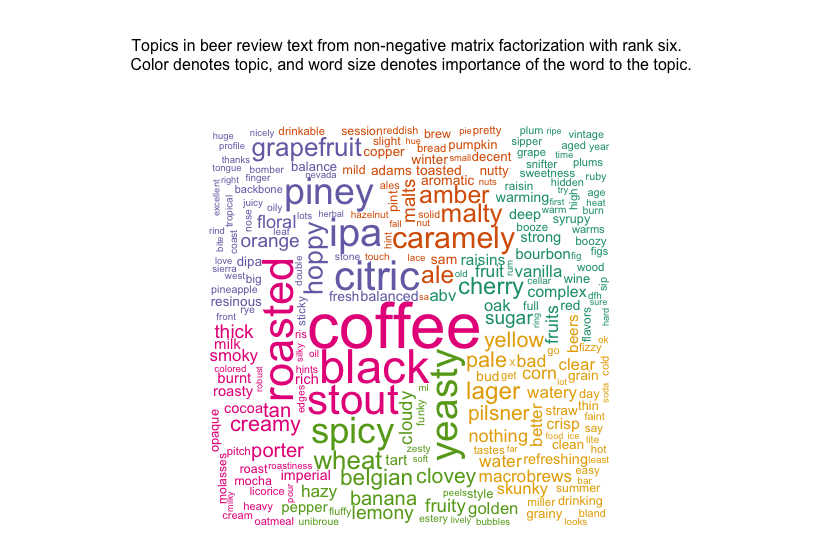 Topics in beer review text from non-negative matrix factorization with rank six.
Color denotes topic, and word size denotes importance of the word to the topic.
huge nicely drinkable session reddish brew pie pretty plum ripe vintage
profile grapefruit slight hue bread pumpkin sipper aged year
thanks copper winter small decent grape time
tongue bomber balance mild adams toasted nutty snifter plums
right finger nevada aromatic nuts sweetness ruby
excellent backbone piney ales malts amber raisin hidden
tropical juicy oily pint warming try high age
nose floral lots herbal hazelnut solid malty deep first warm heat burn
rind leaf fall nut booze syrupy
bite coast orange hoppy ipa hint caramely strong warms boozy
love dipa stone touch lace sam raisins bourbon fig figs
sierra west big double citric ale old fruit rum vanilla wood
pineapple cherry cellar wine sip
resinous sticky fresh balanced sa abv complex dfh
front rye oak full red sure
roasted coffee sugar ring fruits flavors hard
thick ris yellow beers ok
milk silky oil go fizzy
smoky black yeasty pale x bad clear cold
colored robust hints bud get corn lot grain
burnt rich
roasty edges stout ml lager watery day soda
cocoa tan cloudy funky pilsner better straw thin
opaque creamy spicy crisp faint
nothing clean say
pitch porter zesty tastes far food ice lite
molasses roast roastiness wheat tart soft water refreshing hot least
mocha imperial belgian clovey macrobrews easy
milky licorice pour hazy banana peels style skunky bar summer
heavy pepper fluffy lemony fruity golden miller drinking
cream oatmeal unibroue estery lively bubbles grainy bland
looks